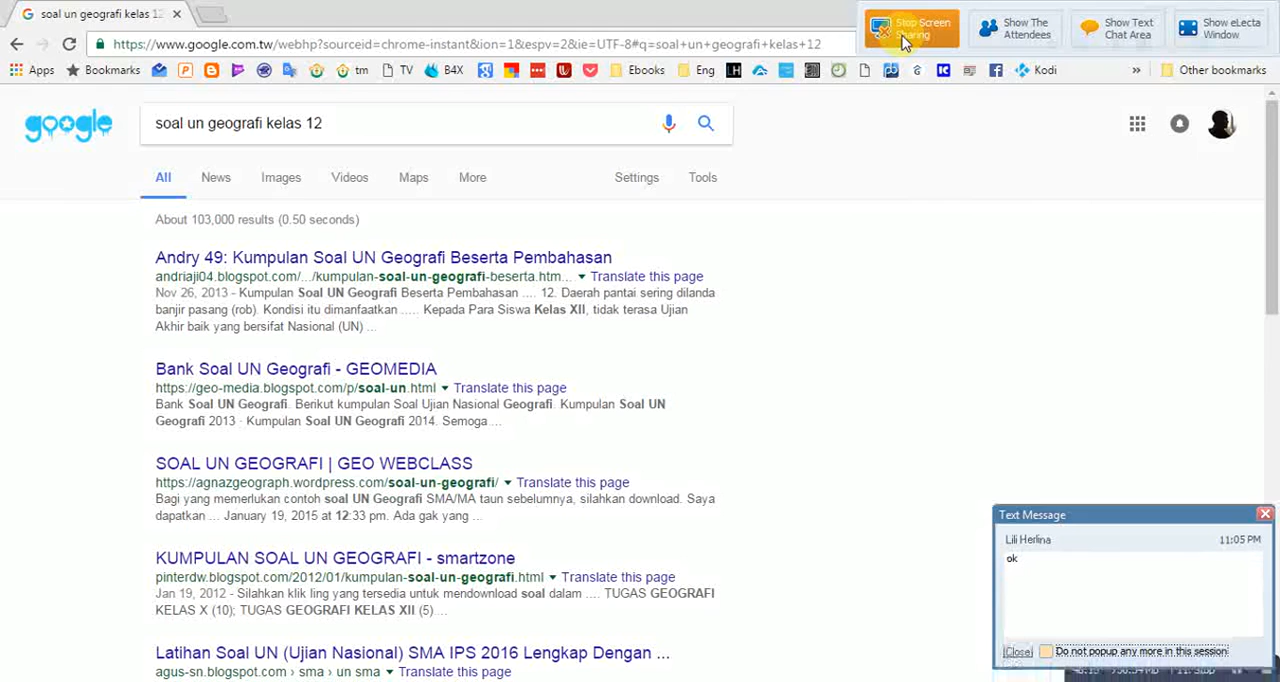 soal un geografi kelas 12
Stop Screen
Sharing
Show The
Attendees
Show Text
Chat Area
Show eLecta
Window
https://www.google.com.tw/webhp?sourceid=chrome-instant&ion=1&espv=2&ie=UTF-8#q=soal+un+geografi+kelas+12
Apps Bookmarks tm TV B4X Ebooks Eng LH Kodi » Other bookmarks
Google soal un geografi kelas 12
All News Images Videos Maps More Settings Tools
About 103,000 results (0.50 seconds)
Andry 49: Kumpulan Soal UN Geografi Beserta Pembahasan
andriaji04.blogspot.com/.../kumpulan-soal-un-geografi-beserta.htm... Translate this page
Nov 26, 2013 - Kumpulan Soal UN Geografi Beserta Pembahasan .... 12. Daerah pantai sering dilanda
banjir pasang (rob). Kondisi itu dimanfaatkan ..... Kepada Para Siswa Kelas XII, tidak terasa Ujian
Akhir baik yang bersifat Nasional (UN) ...
Bank Soal UN Geografi - GEOMEDIA
https://geo-media.blogspot.com/p/soal-un.html Translate this page
Bank Soal UN Geografi. Berikut kumpulan Soal Ujian Nasional Geografi. Kumpulan Soal UN
Geografi 2013 · Kumpulan Soal UN Geografi 2014. Semoga ...
SOAL UN GEOGRAFI | GEO WEBCLASS
https://agnazgeograph.wordpress.com/soal-un-geografi/ Translate this page
Bagi yang memerlukan contoh soal UN Geografi SMA/MA taun sebelumnya, silahkan download. Saya
dapatkan ... January 19, 2015 at 12:33 pm. Ada gak yang ...
KUMPULAN SOAL UN GEOGRAFI - smartzone
pinterdw.blogspot.com/2012/01/kumpulan-soal-un-geografi.html Translate this page
Jan 19, 2012 - Silahkan klik ling yang tersedia untuk mendownload soal dalam .... TUGAS GEOGRAFI
KELAS X (10); TUGAS GEOGRAFI KELAS XII (5) ...
Latihan Soal UN (Ujian Nasional) SMA IPS 2016 Lengkap Dengan ...
agus-sn.blogspot.com › sma › un sma Translate this page
Text Message
Lili Herlina 11:05 PM
ok
[Close] Do not popup any more in this session